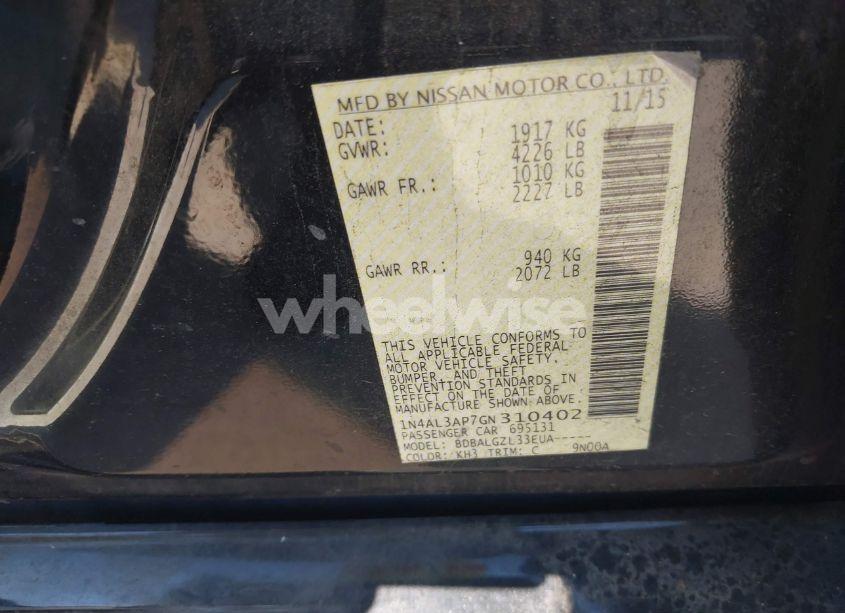 MFD BY NISSAN MOTOR CO., LTD.
DATE: 11/15
GVWR: 1917 KG
4226 LB
GAWR FR.: 1010 KG
2227 LB
GAWR RR.: 940 KG
2072 LB
wheelwise
THIS VEHICLE CONFORMS TO
ALL APPLICABLE FEDERAL
MOTOR VEHICLE SAFETY,
BUMPER, AND THEFT
PREVENTION STANDARDS IN
EFFECT ON THE DATE OF
MANUFACTURE SHOWN ABOVE.
1N4AL3AP7GN310402
PASSENGER CAR 695131
MODEL: BDBALGZL33EUA-----
COLOR: KH3 TRIM: C 9N00A